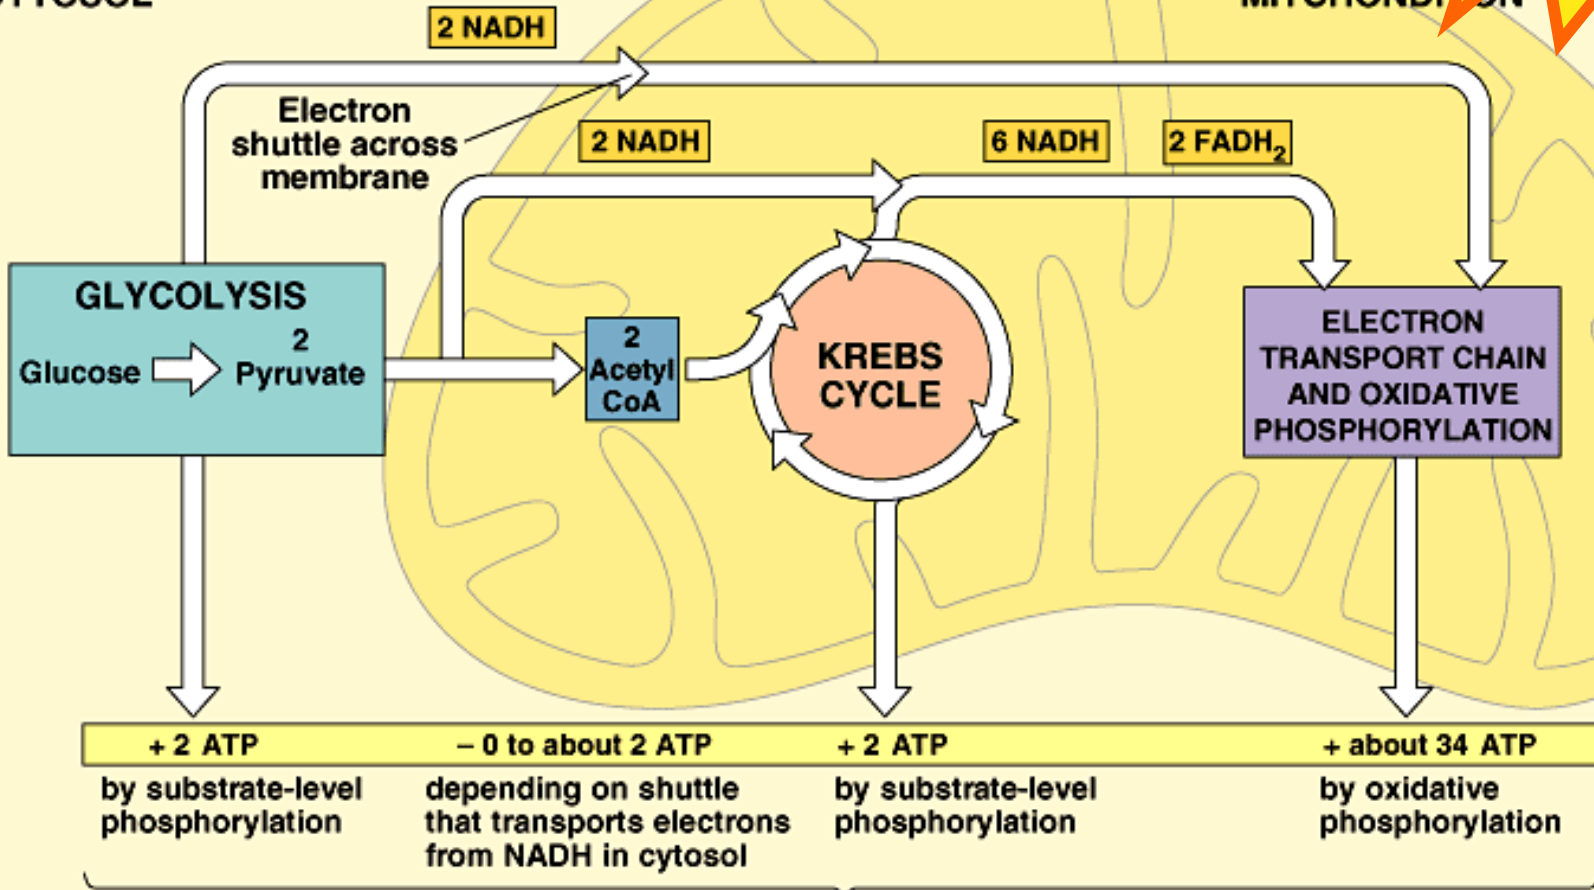 CYTOSOL
MITOCHONDRION
2 NADH
Electron
shuttle across
membrane
2 NADH
6 NADH
2 FADH₂
GLYCOLYSIS
Glucose
2
Pyruvate
2
Acetyl
CoA
KREBS
CYCLE
ELECTRON
TRANSPORT CHAIN
AND OXIDATIVE
PHOSPHORYLATION
+ 2 ATP
by substrate-level
phosphorylation
– 0 to about 2 ATP
depending on shuttle
that transports electrons
from NADH in cytosol
+ 2 ATP
by substrate-level
phosphorylation
+ about 34 ATP
by oxidative
phosphorylation